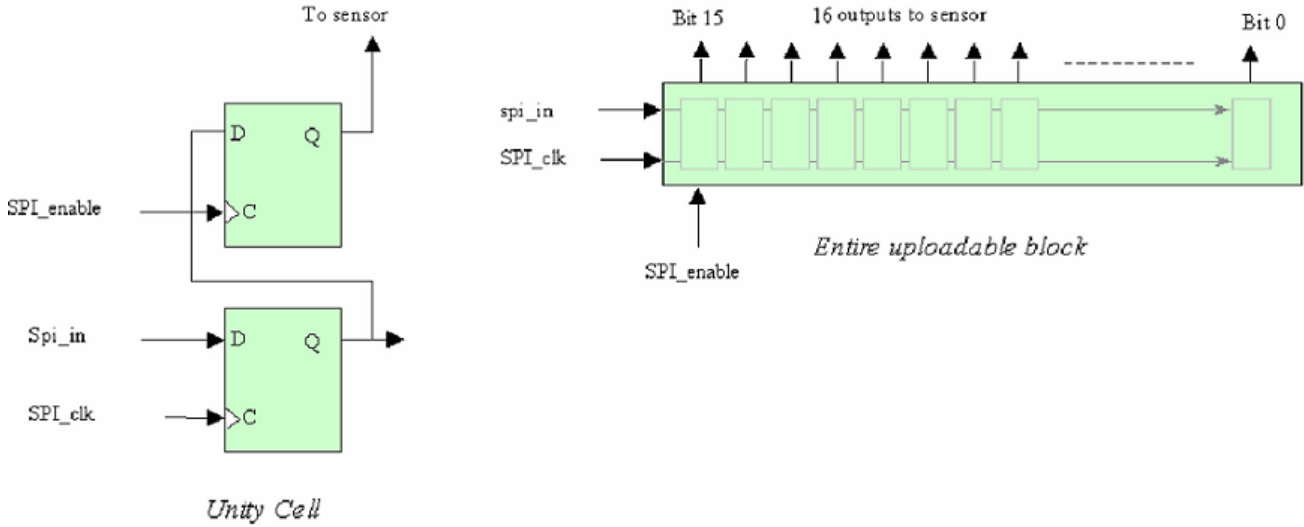 To sensor
D
Q
SPI_enable
C
Spi_in
D
Q
SPI_clk
C
Unity Cell
Bit 15
16 outputs to sensor
Bit 0
spi_in
SPI_clk
SPI_enable
Entire uploadable block